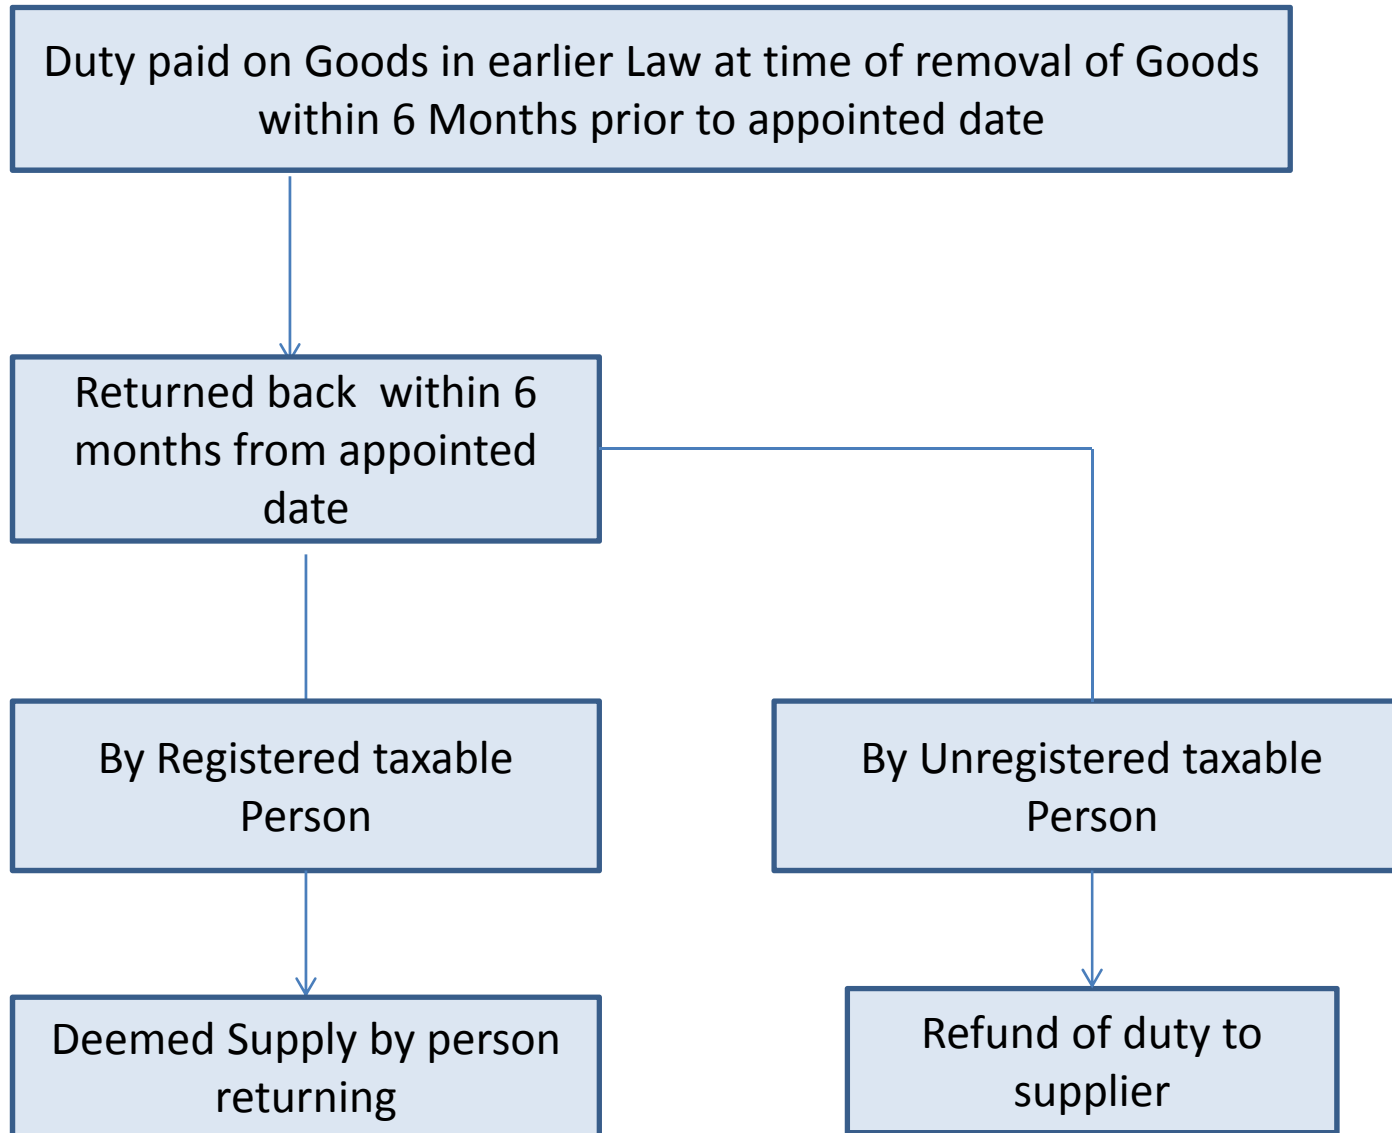 Duty paid on Goods in earlier Law at time of removal of Goods
within 6 Months prior to appointed date
Returned back  within 6
months from appointed
date
By Registered taxable
Person
By Unregistered taxable
Person
Deemed Supply by person
returning
Refund of duty to
supplier